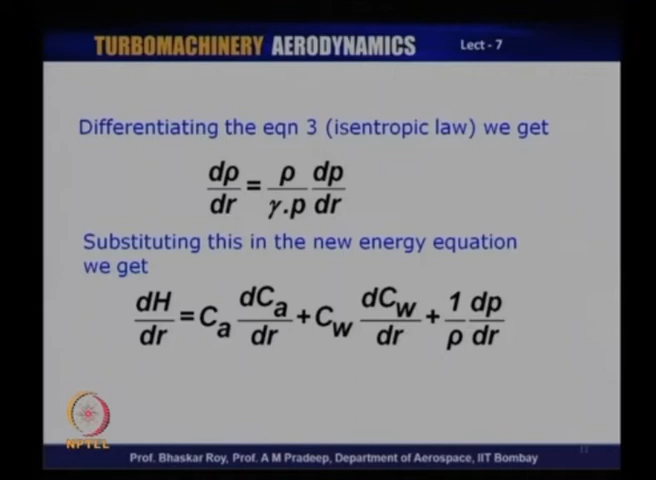 TURBOMACHINERY AERODYNAMICS Lect - 7
Differentiating the eqn 3 (isentropic law) we get
dρ/dr = ρ/γ.p dp/dr
Substituting this in the new energy equation
we get
dH/dr = C_a dC_a/dr + C_w dC_w/dr + 1/ρ dp/dr
NPTEL
Prof. Bhaskar Roy, Prof. A M Pradeep, Department of Aerospace, IIT Bombay